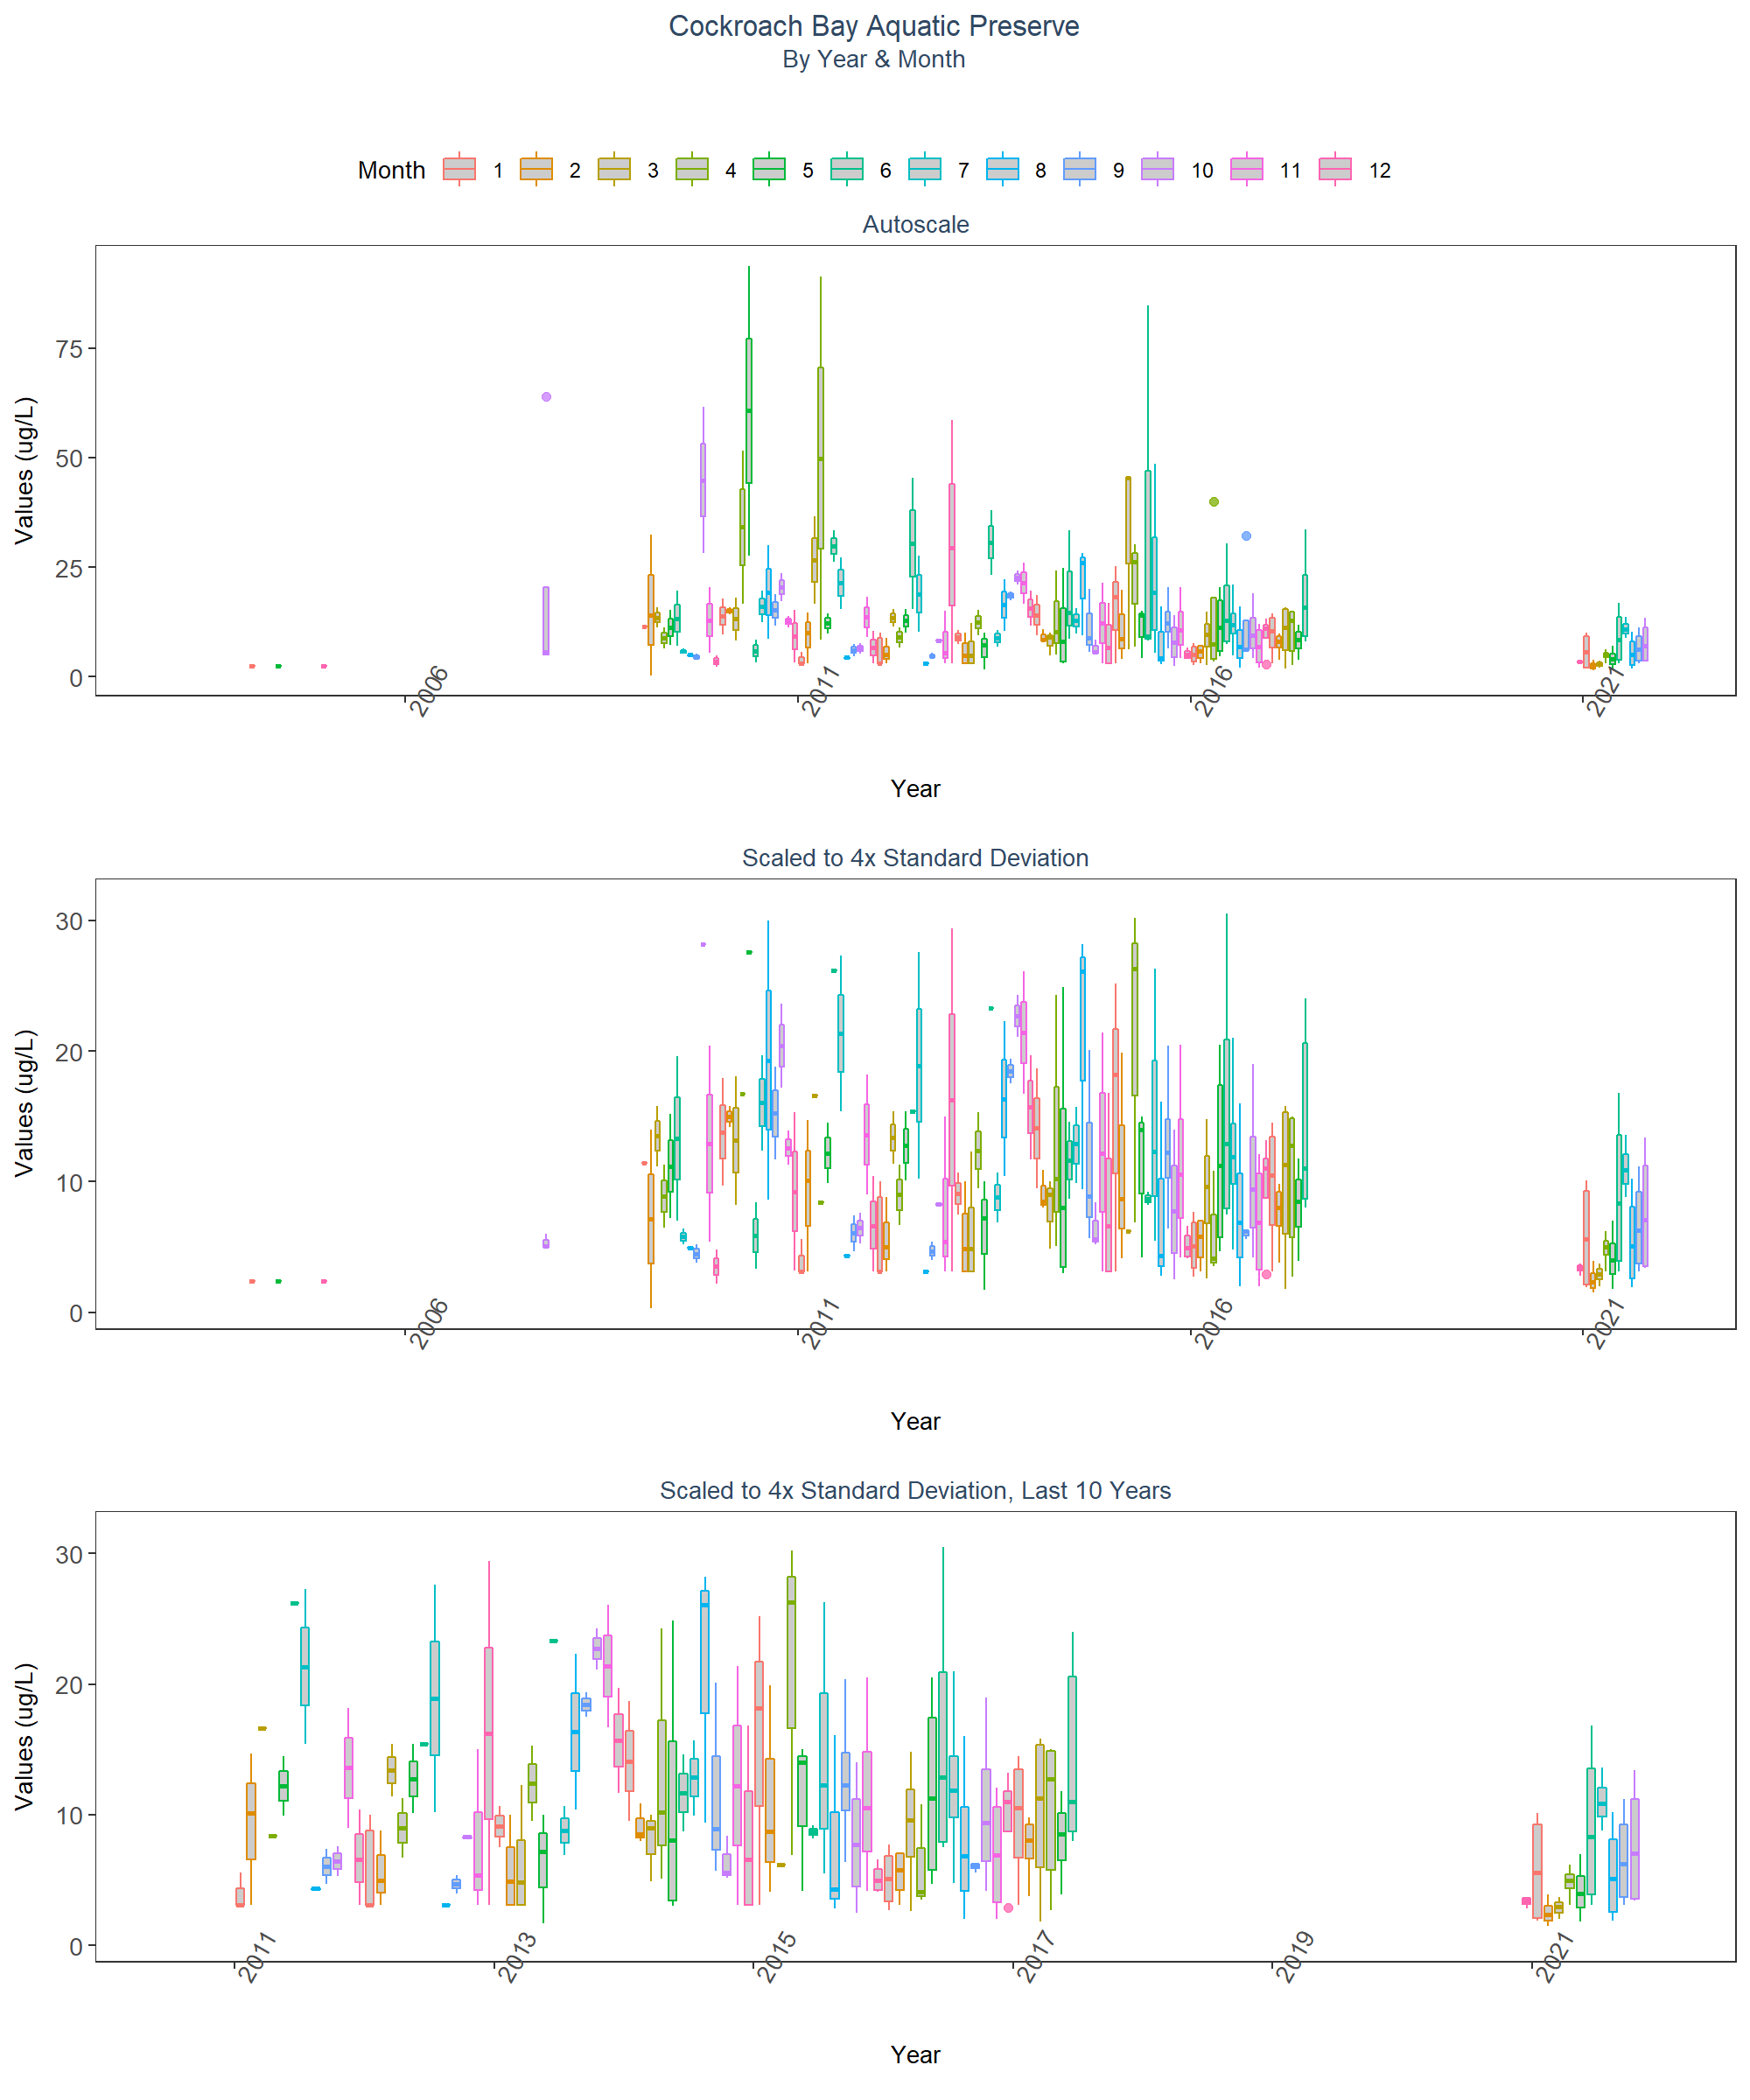 Cockroach Bay Aquatic Preserve
By Year & Month
Month 1 2 3 4 5 6 7 8 9 10 11 12
Autoscale
Values (ug/L)
75
50
25
0
2006 2011 2016 2021
Year
Scaled to 4x Standard Deviation
Values (ug/L)
30
20
10
0
2006 2011 2016 2021
Year
Scaled to 4x Standard Deviation, Last 10 Years
Values (ug/L)
30
20
10
0
2011 2013 2015 2017 2019 2021
Year